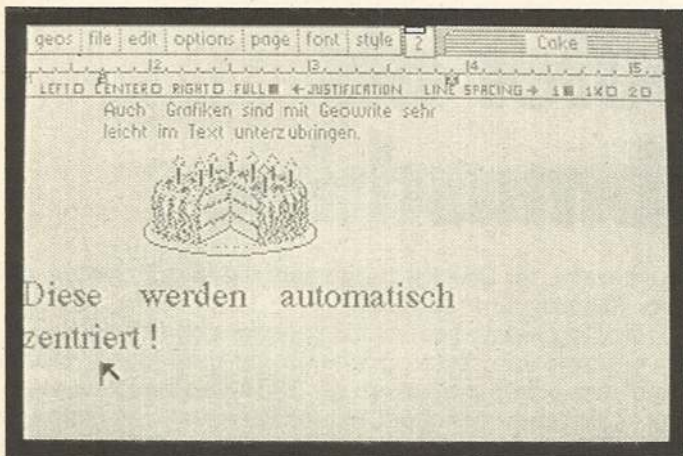 geos file edit options page font style 2 Cake
2 3 4 5
LEFT CENTER RIGHT FULL ←JUSTIFICATION LINE SPACING→ 1 1½ 2
Auch Grafiken sind mit Geowrite sehr
leicht im Text unterzubringen.
Diese werden automatisch
zentriert !